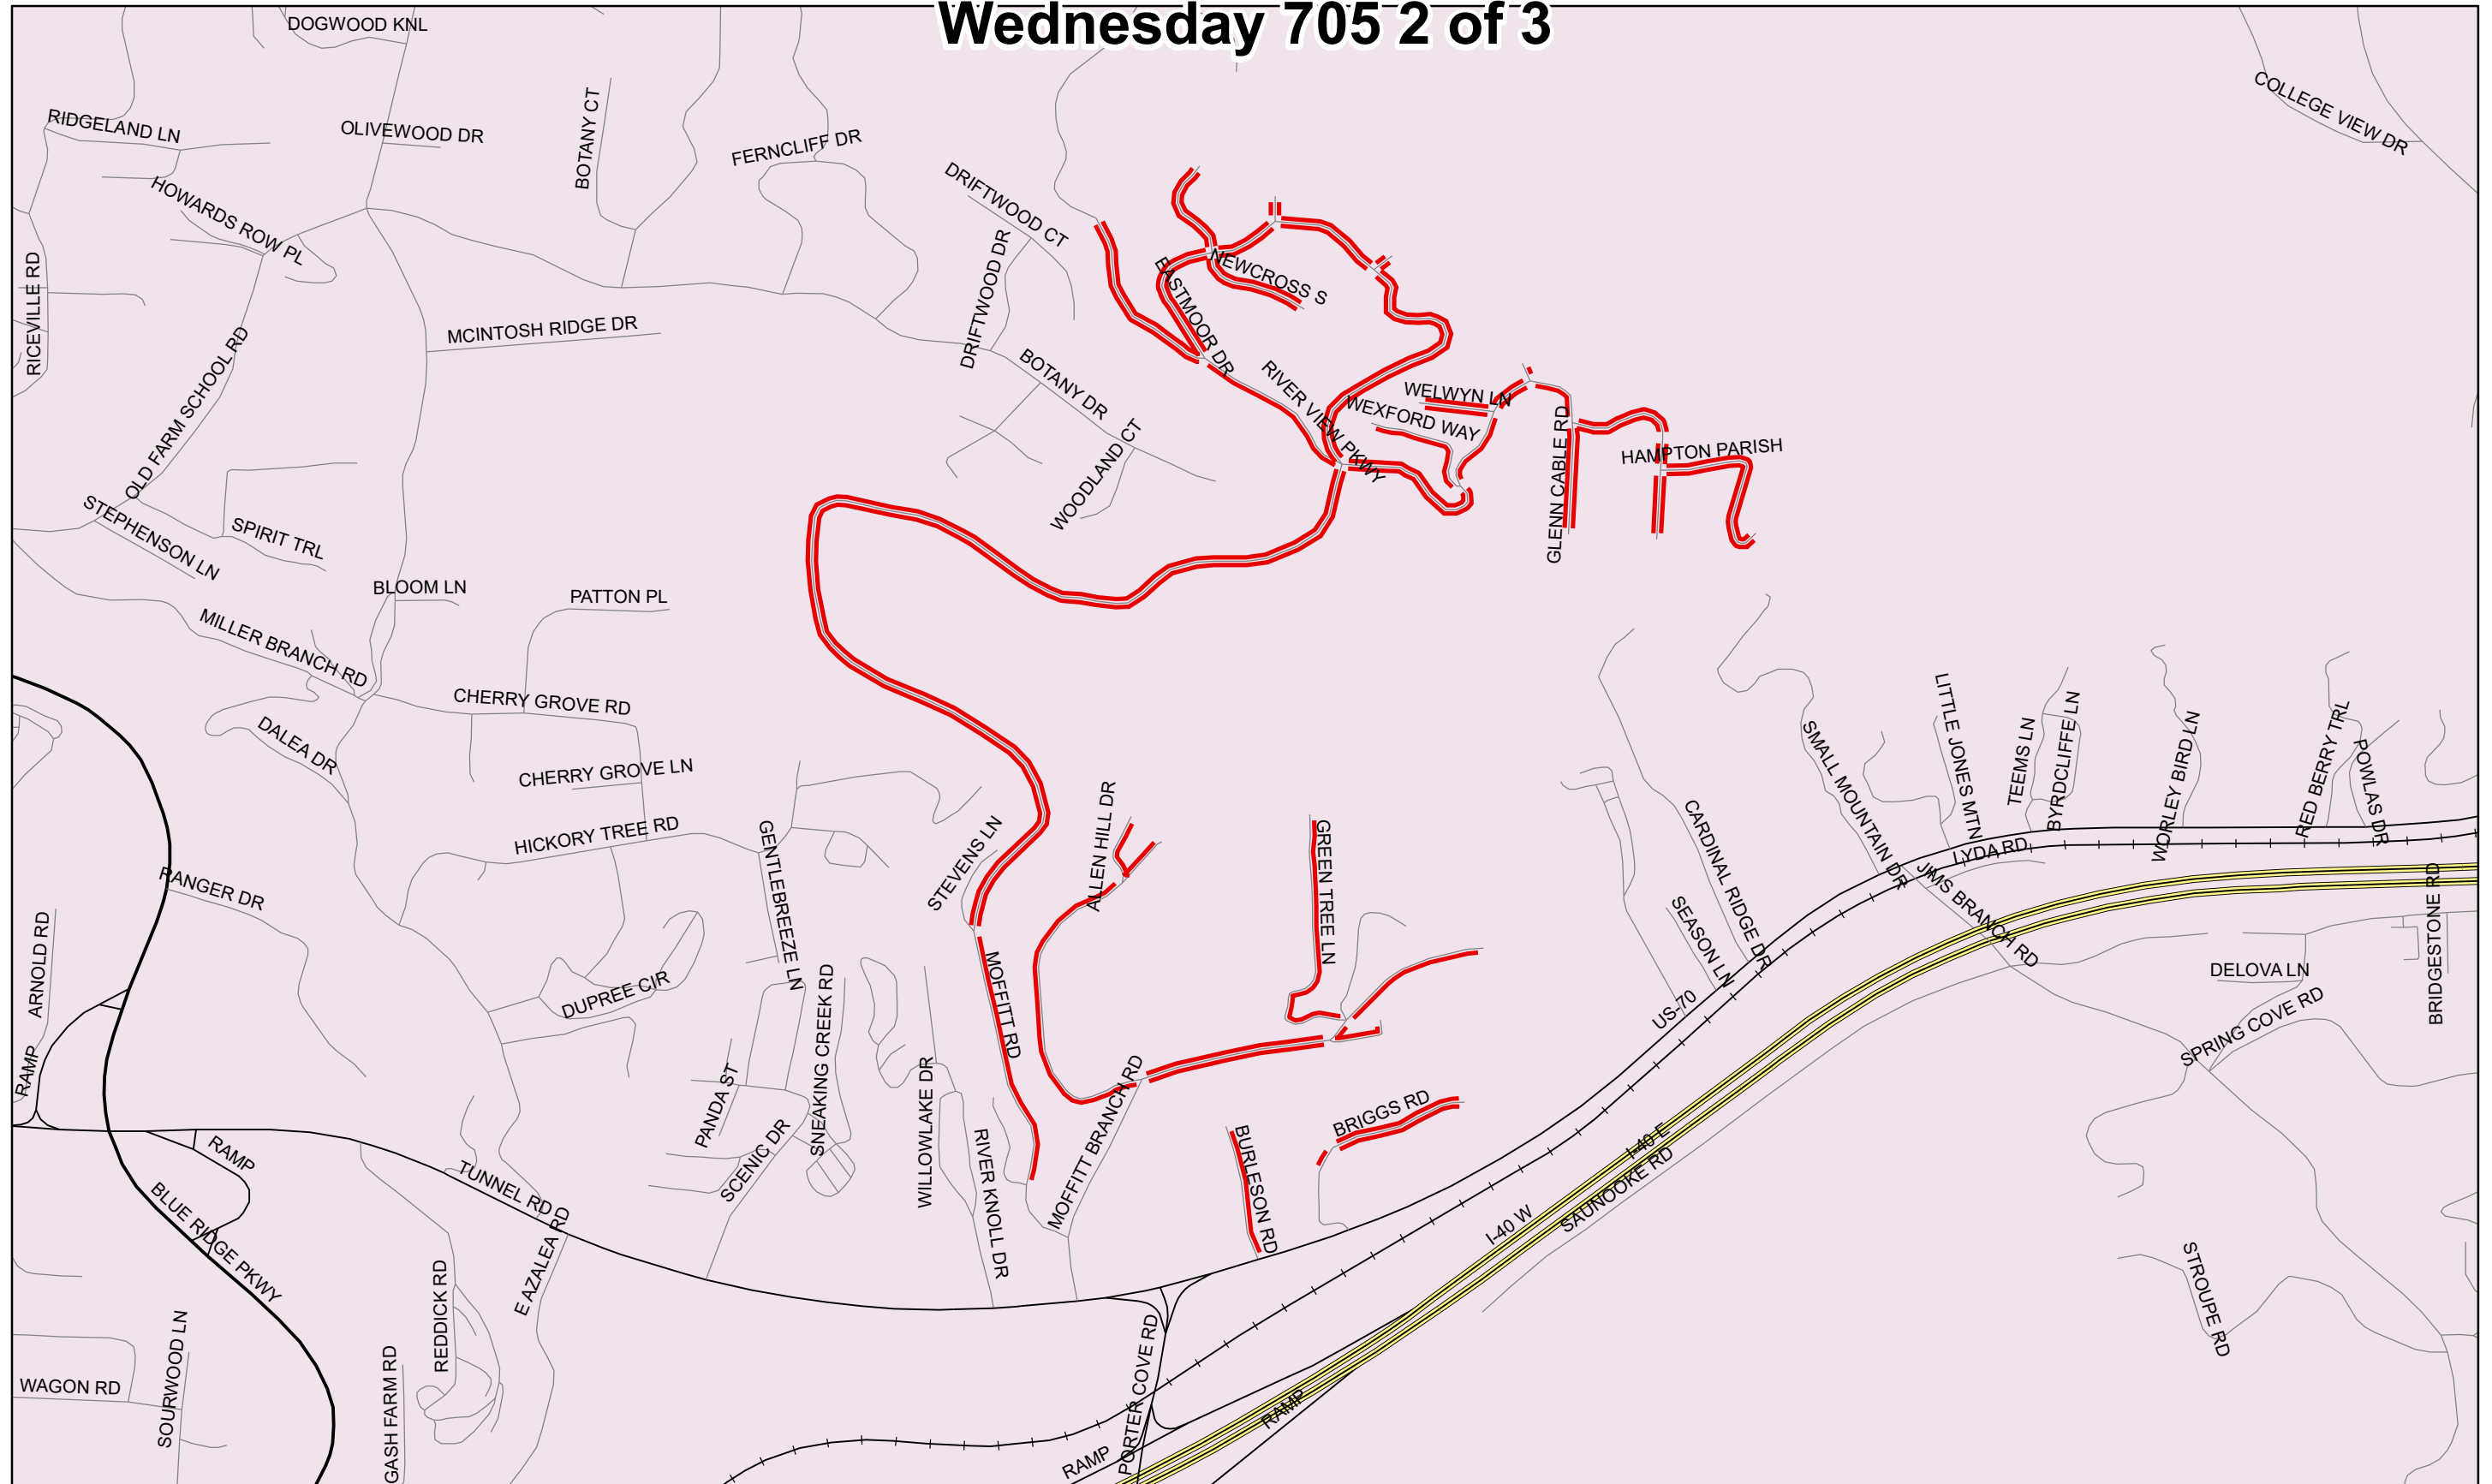 Wednesday 705 2 of 3
DOGWOOD KNL
COLLEGE VIEW DR
RIDGELAND LN
OLIVEWOOD DR
BOTANY CT
FERNCLIFF DR
DRIFTWOOD CT
HOWARDS ROW PL
RICEVILLE RD
DRIFTWOOD DR
NEWCROSS S
EASTMOOR DR
MCINTOSH RIDGE DR
OLD FARM SCHOOL RD
BOTANY DR
RIVER VIEW PKWY
WELWYN LN
WEXFORD WAY
WOODLAND CT
GLENN CABLE RD
HAMPTON PARISH
STEPHENSON LN
SPIRIT TRL
BLOOM LN
PATTON PL
MILLER BRANCH RD
CHERRY GROVE RD
DALEA DR
CHERRY GROVE LN
HICKORY TREE RD
GENTLEBREEZE LN
STEVENS LN
ALLEN HILL DR
GREEN TREE LN
CARDINAL RIDGE DR
SMALL MOUNTAIN DR
LITTLE JONES MTN
TEEMS LN
BYRDCLIFFE LN
WORLEY BIRD LN
RED BERRY TRL
POWLAS DR
LYDA RD
JIMS BRANCH RD
BRIDGESTONE RD
RANGER DR
ARNOLD RD
SEASON LN
MOFFITT RD
DUPREE CIR
SNEAKING CREEK RD
US-70
DELOVA LN
SPRING COVE RD
RAMP
PANDA ST
WILLOWLAKE DR
MOFFITT BRANCH RD
BRIGGS RD
BURLESON RD
I-40 E
SAUNOOKE RD
I-40 W
RAMP
TUNNEL RD
SCENIC DR
RIVER KNOLL DR
BLUE RIDGE PKWY
E AZALEA RD
REDDICK RD
STROUPE RD
SOURWOOD LN
WAGON RD
GASH FARM RD
PORTER COVE RD
RAMP
RAMP